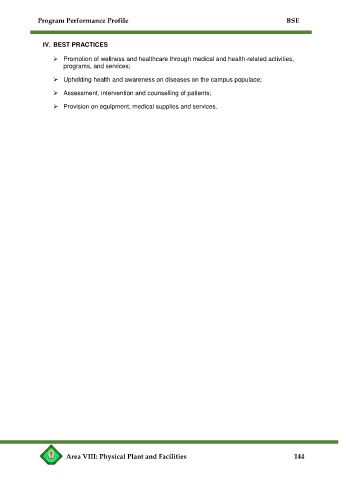 Program Performance Profile BSE
IV. BEST PRACTICES
➢ Promotion of wellness and healthcare through medical and health-related activities,
programs, and services;
➢ Upholding health and awareness on diseases on the campus populace;
➢ Assessment, intervention and counselling of patients;
➢ Provision on equipment, medical supplies and services.
Area VIII: Physical Plant and Facilities 144